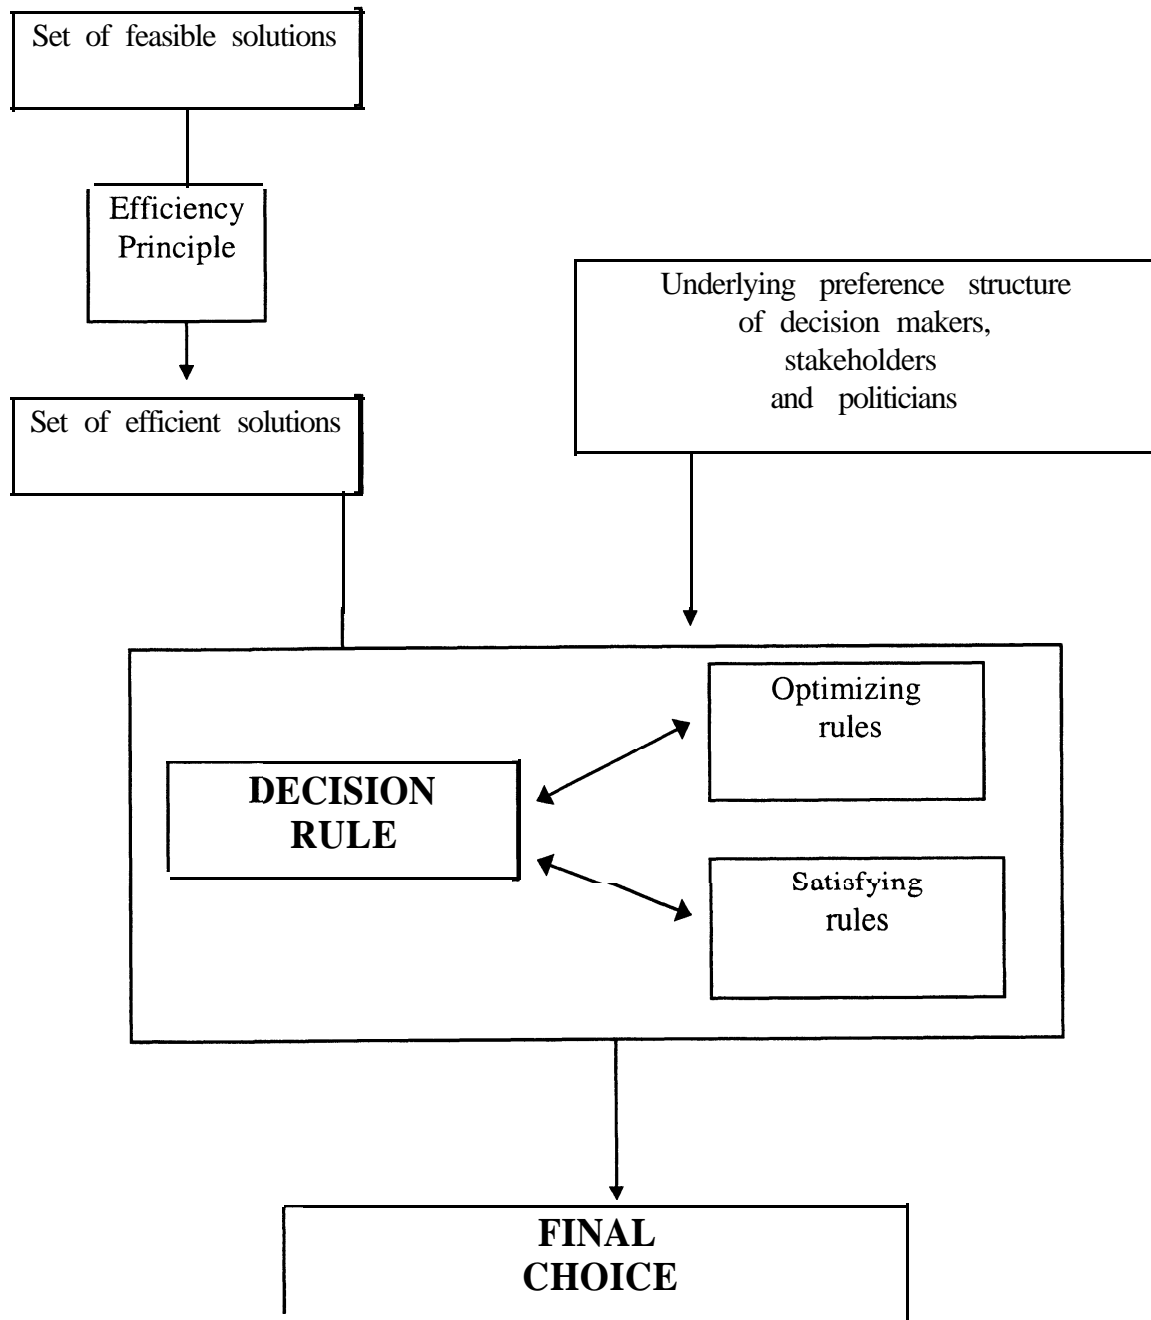 Set of feasible solutions
Efficiency
Principle
Underlying preference structure
of decision makers,
stakeholders
and politicians
Set of efficient solutions
Optimizing
rules
DECISION
RULE
Satisfying
rules
FINAL
CHOICE